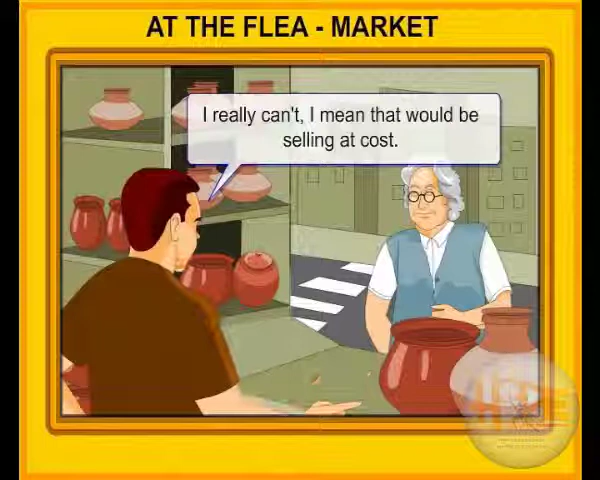 AT THE FLEA - MARKET
I really can't, I mean that would be
selling at cost.